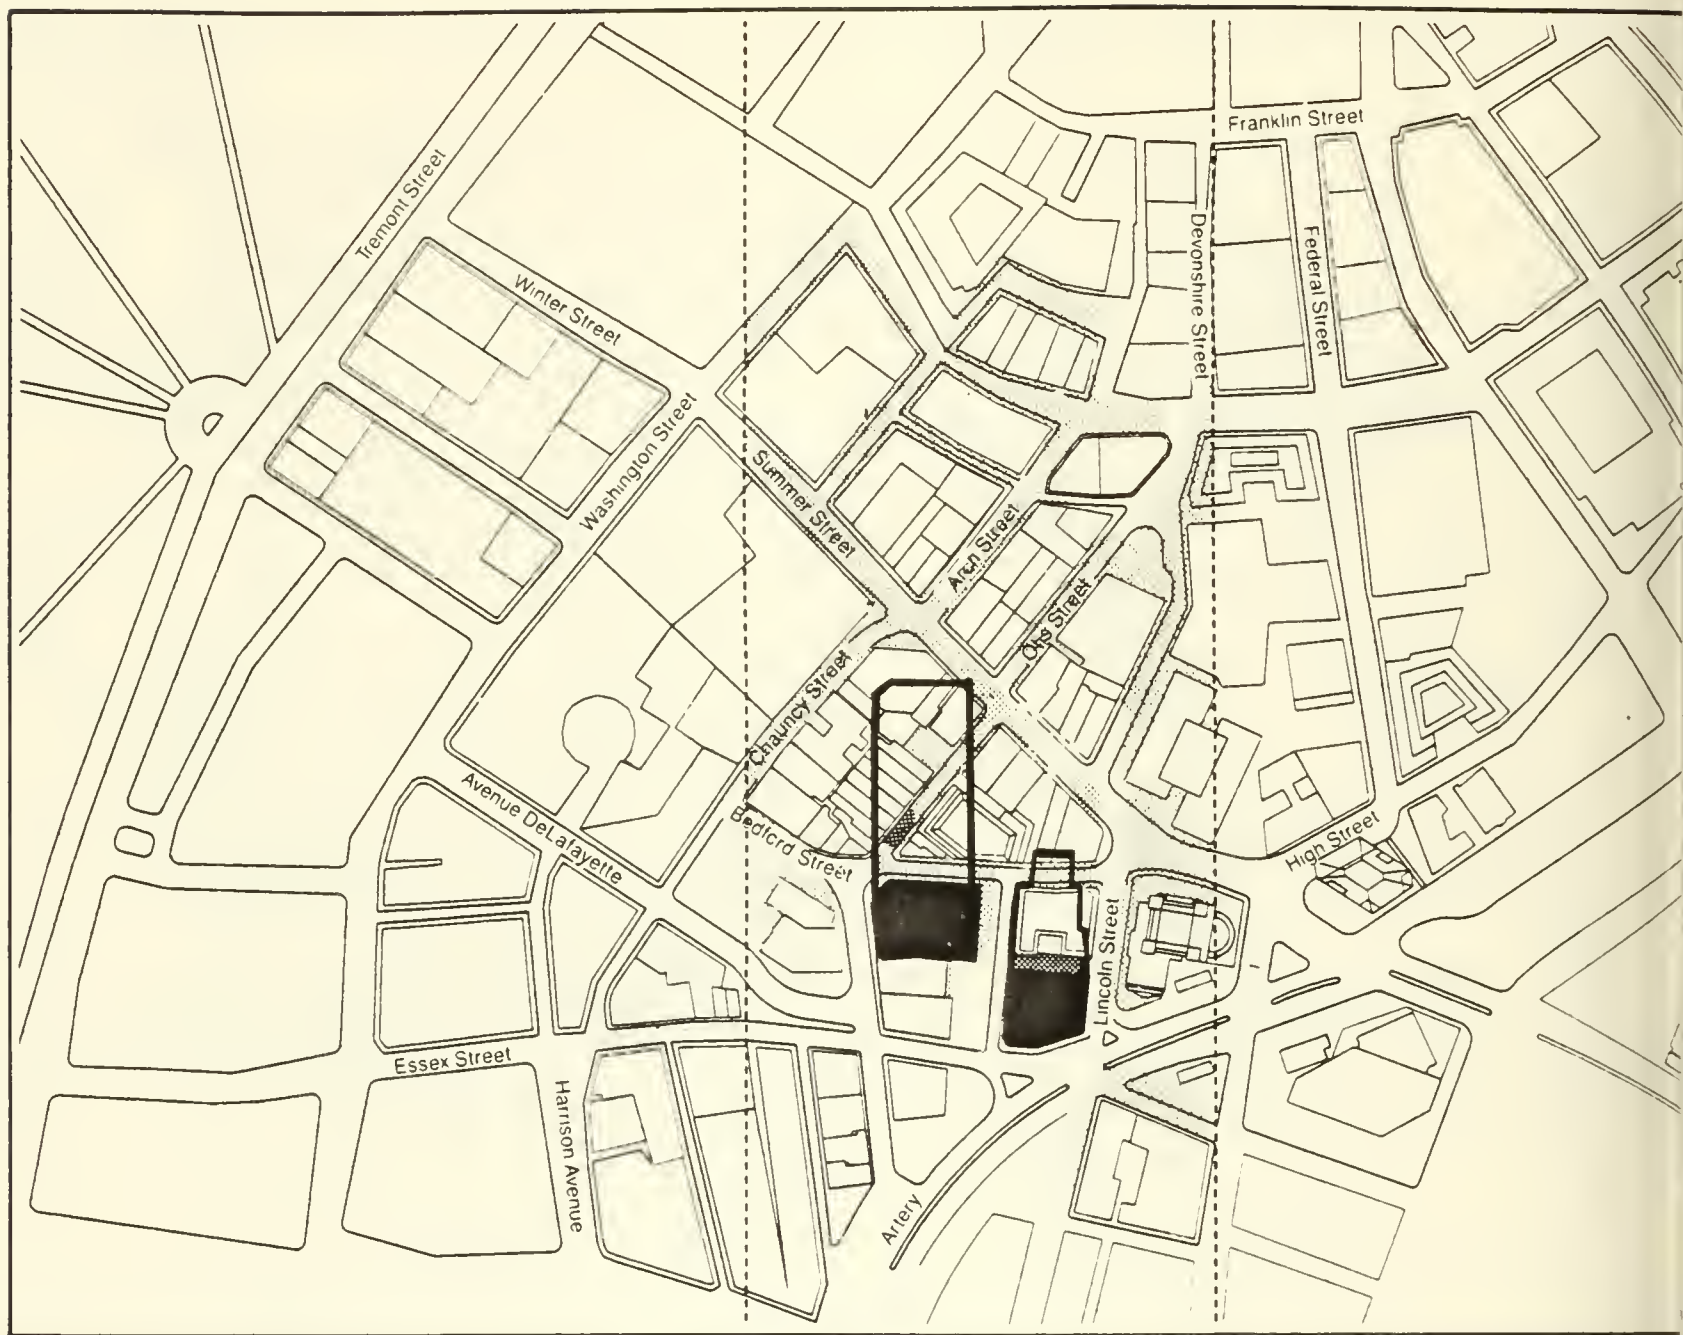 Franklin Street
Tremont Street
Devonshire Street
Federal Street
Winter Street
Washington Street
Summer Street
Arch Street
Otis Street
Chauncy Street
Avenue DeLafayette
Bedford Street
High Street
Lincoln Street
Essex Street
Harrison Avenue
Artery